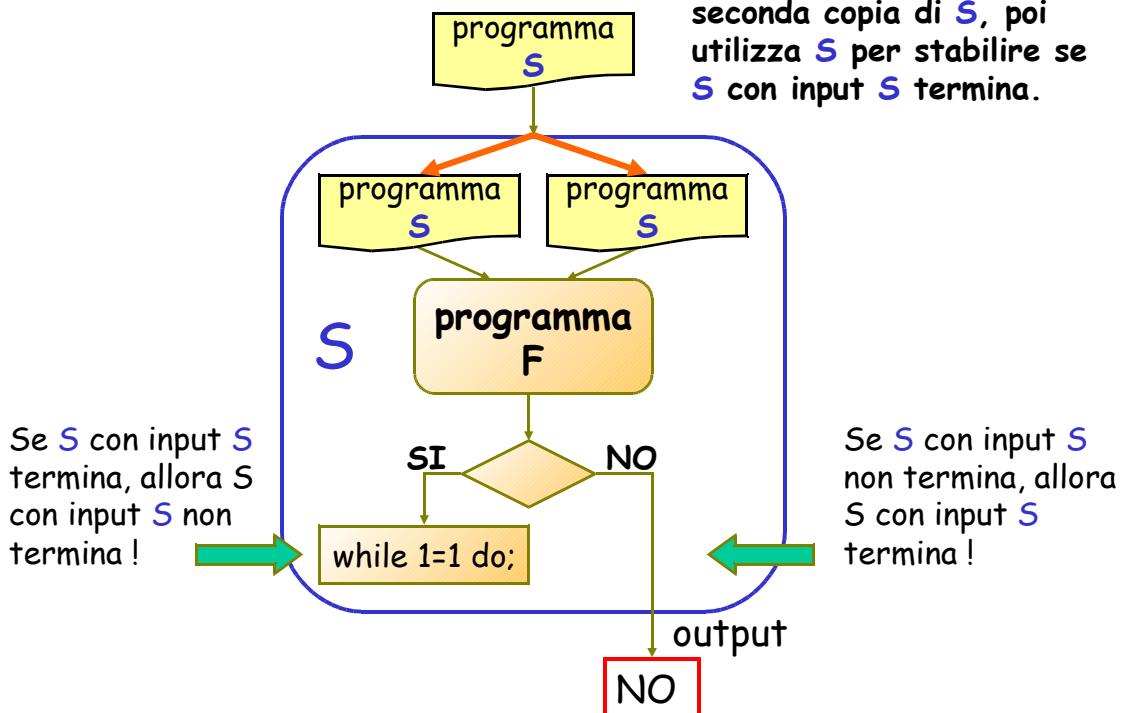 seconda copia di S, poi
utilizza S per stabilire se
S con input S termina.
programma
S
programma
S
programma
S
S
programma
F
SI
NO
while 1=1 do;
Se S con input S
termina, allora S
con input S non
termina !
Se S con input S
non termina, allora
S con input S
termina !
output
NO